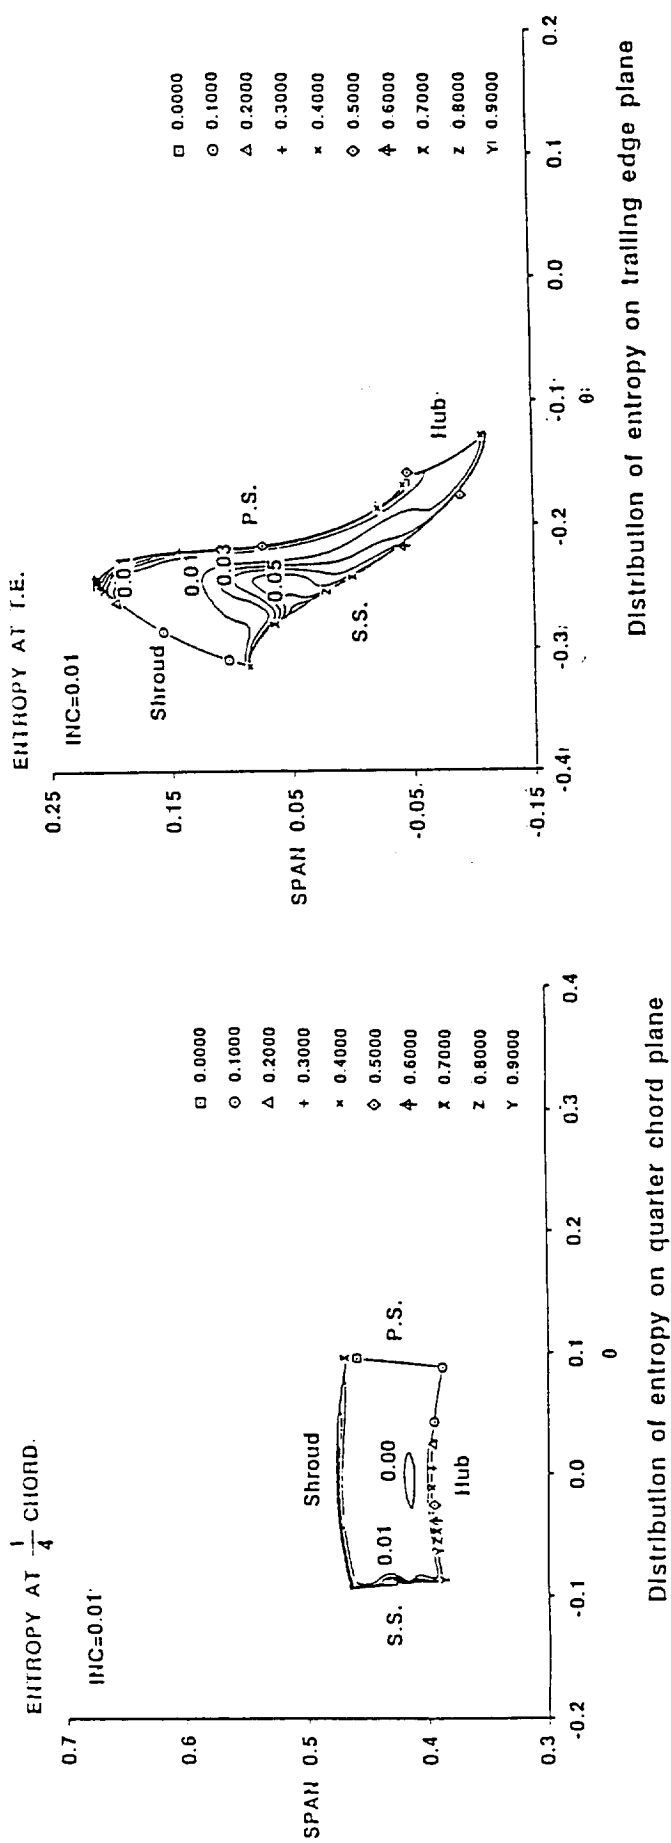 ENTROPY AT 1/4 CHORD.
INC=0.01
0.7
0.6
SPAN 0.5
0.4
0.3
-0.2
-0.1
0.0
0.1
0.2
0.3
0.4
θ
Shroud
P.S.
S.S.
Hub
0.01
0.00
0.0000
0.1000
0.2000
0.3000
0.4000
0.5000
0.6000
0.7000
0.8000
0.9000
Distribution of entropy on quarter chord plane
ENTROPY AT T.E.
INC=0.01
0.25
0.15
SPAN 0.05
-0.05
-0.15
-0.4
-0.3
-0.2
-0.1
0.0
0.1
0.2
θ
Shroud
P.S.
S.S.
Hub
0.01
0.01
0.03
0.05
0.0000
0.1000
0.2000
0.3000
0.4000
0.5000
0.6000
0.7000
0.8000
0.9000
Distribution of entropy on trailing edge plane